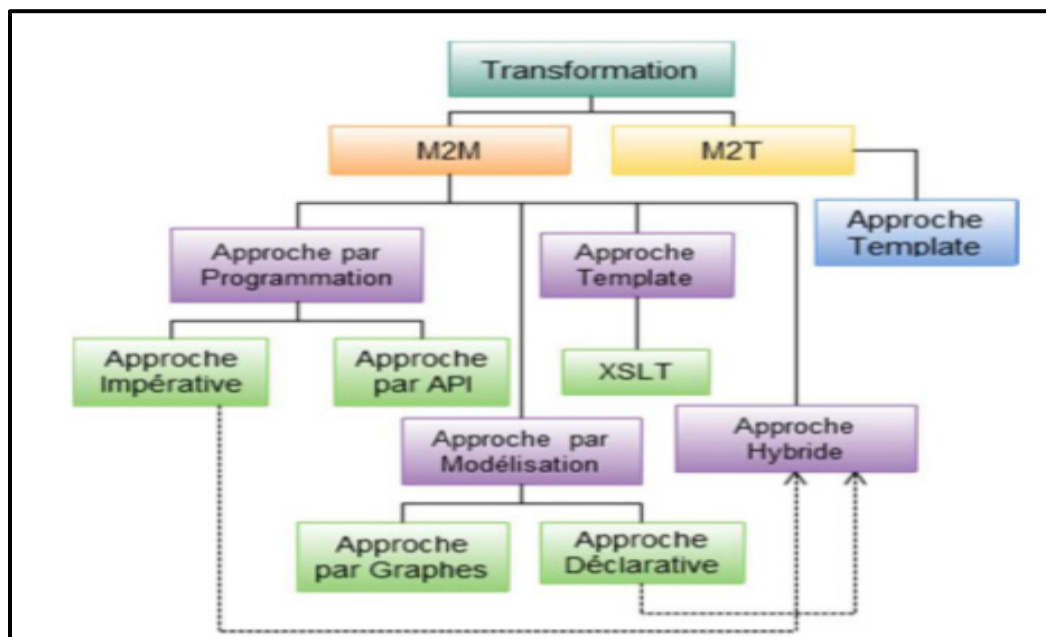 Transformation
M2M
M2T
Approche
Template
Approche par
Programmation
Approche
Template
Approche
Impérative
Approche
par API
XSLT
Approche par
Modélisation
Approche
Hybride
Approche
par Graphes
Approche
Déclarative